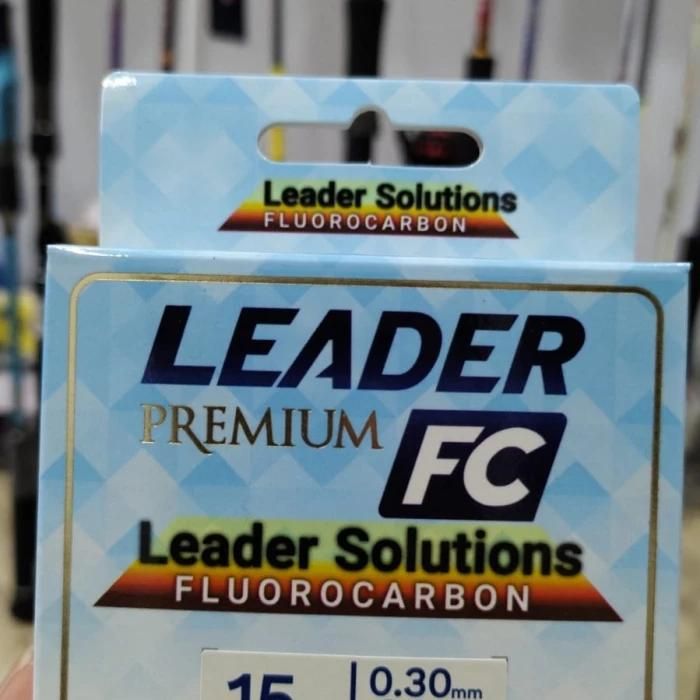 Leader Solutions
FLUOROCARBON
LEADER
PREMIUM FC
Leader Solutions
FLUOROCARBON
15 0.30mm